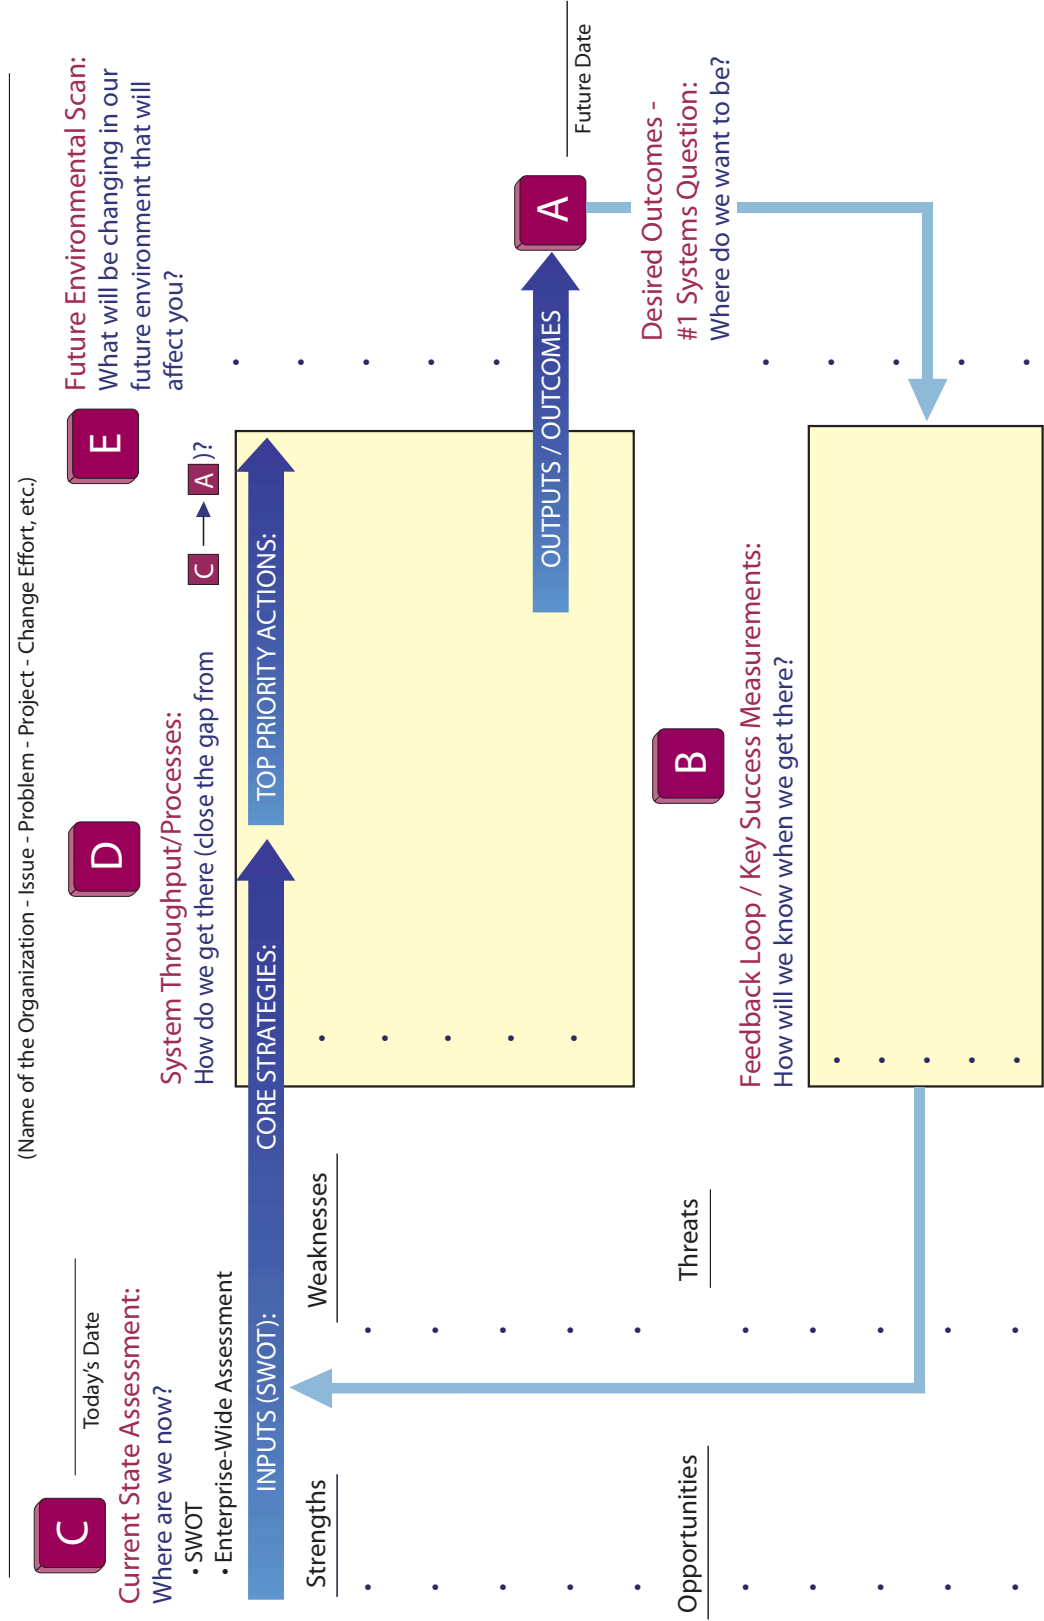 (Name of the Organization - Issue - Problem - Project - Change Effort, etc.)
C
Today's Date
Current State Assessment:
Where are we now?
• SWOT
• Enterprise-Wide Assessment
D
System Throughput/Processes:
How do we get there (close the gap from
C
A
)?
E
Future Environmental Scan:
What will be changing in our
future environment that will
affect you?
INPUTS (SWOT):
CORE STRATEGIES:
TOP PRIORITY ACTIONS:
Strengths
Weaknesses
Opportunities
Threats
OUTPUTS / OUTCOMES
A
Future Date
Desired Outcomes -
#1 Systems Question:
Where do we want to be?
B
Feedback Loop / Key Success Measurements:
How will we know when we get there?